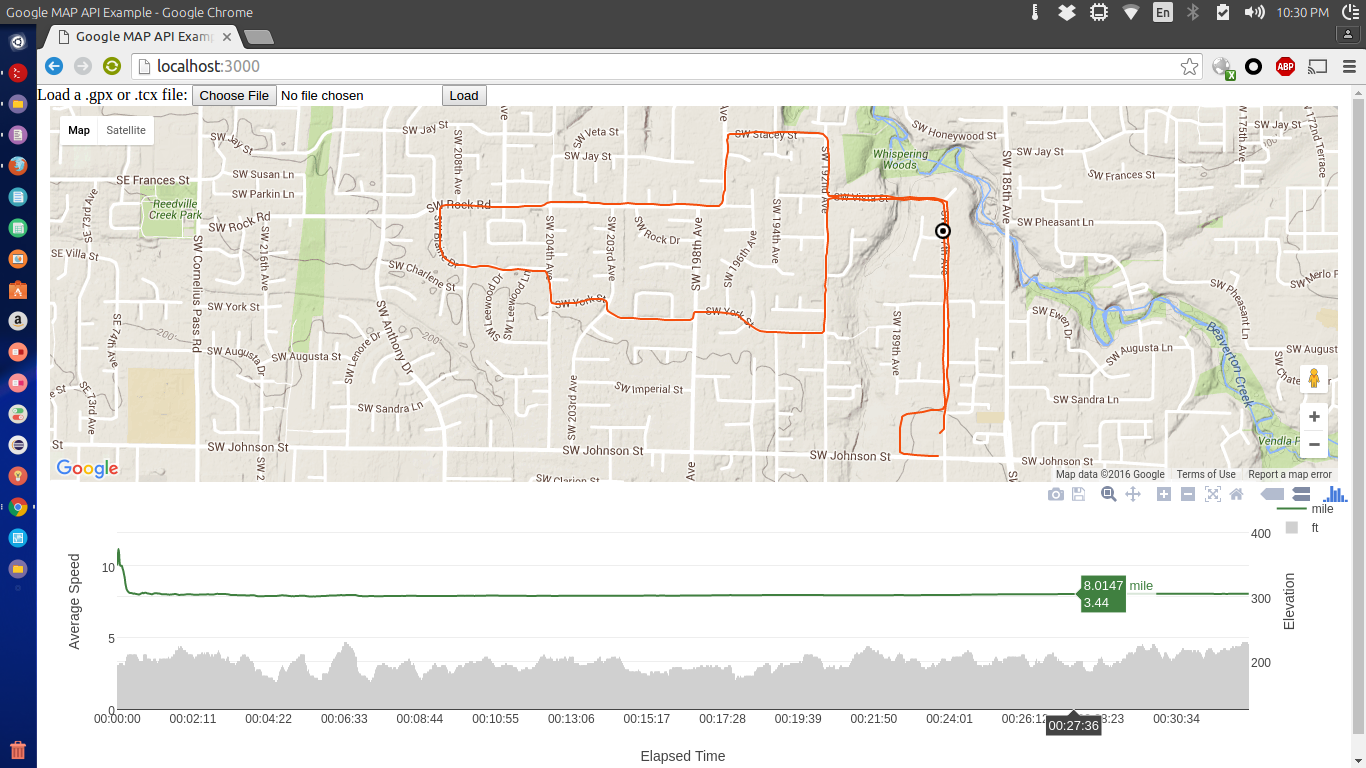 Google MAP API Example - Google Chrome
En
10:30 PM
Google MAP API Examp
localhost:3000
ABP
Load a .gpx or .tcx file: Choose File No file chosen Load
Map Satellite
SW Jay St
SW Jay St
SW Veta St
SW Jay St
SW Stacey St
SW Honeywood St
Whispering Woods
SW Jay St
SW Frances St
SW 175th Ave
172nd Terrace
SE Frances St
SW Susan Ln
SW Parkin Ln
SW 208th Ave
SW 192nd Ave
SW 185th Ave
Reedville Creek Park
SW Rock Rd
SW Rock Rd
SW Vista St
SE 73rd Ave
SW Pheasant Ln
SE Villa St
SW Cornelius Pass Rd
SW 216th Ave
SW Blaine Dr
SW 204th Ave
SW 203rd Ave
SW Rock Dr
SW 198th Ave
SW 196th Ave
SW 194th Ave
SW Charlene St
SW Merlo
SW York St
SW Anthony Dr
SW Leewood Dr
SW Leewood Ln
SW York St
SW York St
SW 189th Ave
SW Ewen Dr
SW Pheasant Ln
SE 74th Ave
SW Augusta
SW Augusta St
SW Lenore Dr
SW Augusta Ln
SW August
Beaverton Creek
200
SE 73rd Ave
SW Sandra Ln
SW 203rd Ave
SW Imperial St
SW Sandra Ln
SW Johnson St
SW Johnson St
SW Johnson St
SW Johnson St
Vendla P
SW Clarion St
Google
Map data ©2016 Google Terms of Use Report a map error
mile
ft
Average Speed
10
5
0
400
300
200
Elevation
8.0147 mile
3.44
00:00:00 00:02:11 00:04:22 00:06:33 00:08:44 00:10:55 00:13:06 00:15:17 00:17:28 00:19:39 00:21:50 00:24:01 00:26:12 00:30:34
00:27:36
Elapsed Time